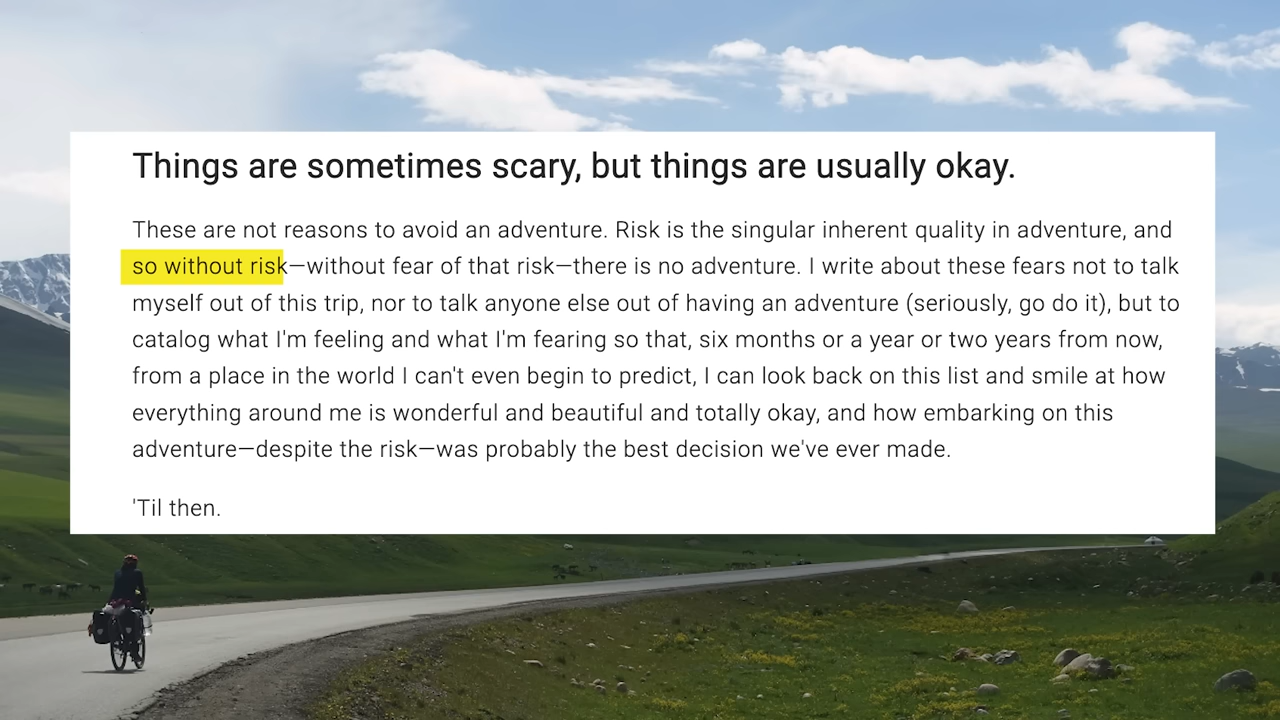 Things are sometimes scary, but things are usually okay.
These are not reasons to avoid an adventure. Risk is the singular inherent quality in adventure, and
so without risk—without fear of that risk—there is no adventure. I write about these fears not to talk
myself out of this trip, nor to talk anyone else out of having an adventure (seriously, go do it), but to
catalog what I'm feeling and what I'm fearing so that, six months or a year or two years from now,
from a place in the world I can't even begin to predict, I can look back on this list and smile at how
everything around me is wonderful and beautiful and totally okay, and how embarking on this
adventure—despite the risk—was probably the best decision we've ever made.
'Til then.